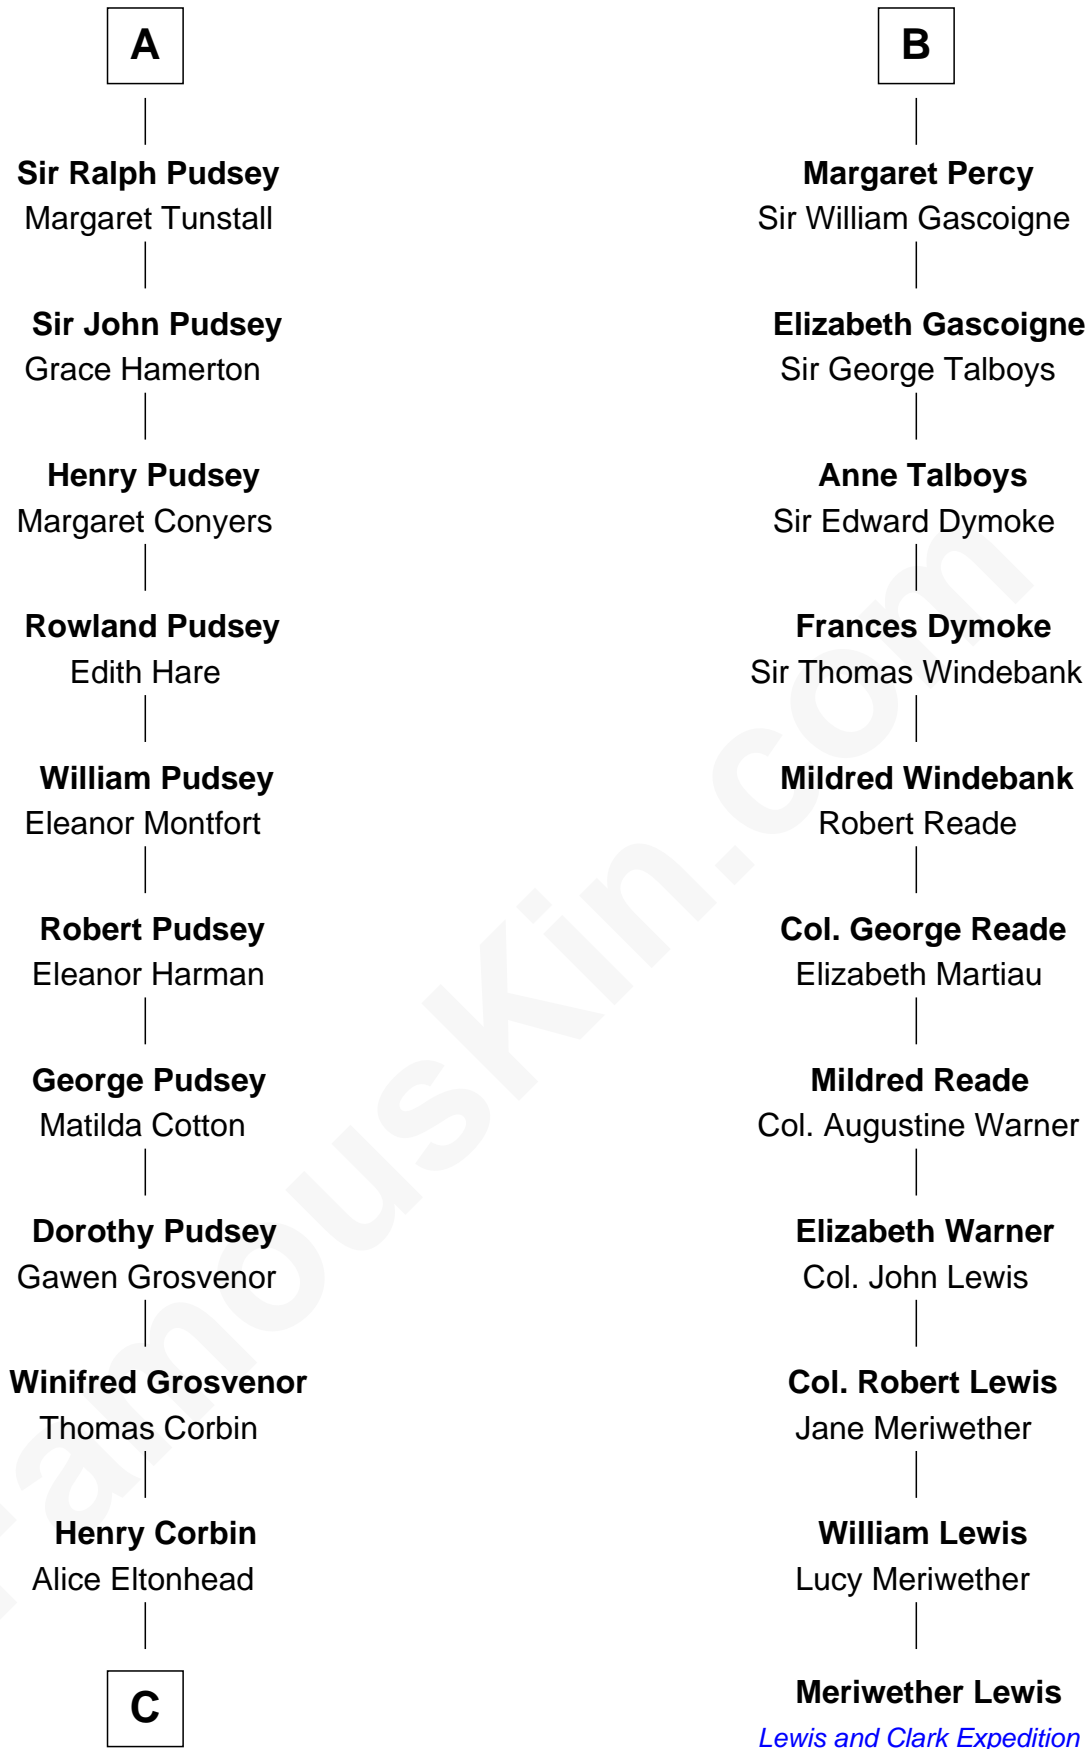 A
Sir Ralph Pudsey
Margaret Tunstall
Sir John Pudsey
Grace Hamerton
Henry Pudsey
Margaret Conyers
Rowland Pudsey
Edith Hare
William Pudsey
Eleanor Montfort
Robert Pudsey
Eleanor Harman
George Pudsey
Matilda Cotton
Dorothy Pudsey
Gawen Grosvenor
Winifred Grosvenor
Thomas Corbin
Henry Corbin
Alice Eltonhead
C
B
Margaret Percy
Sir William Gascoigne
Elizabeth Gascoigne
Sir George Talboys
Anne Talboys
Sir Edward Dymoke
Frances Dymoke
Sir Thomas Windebank
Mildred Windebank
Robert Reade
Col. George Reade
Elizabeth Martiau
Mildred Reade
Col. Augustine Warner
Elizabeth Warner
Col. John Lewis
Col. Robert Lewis
Jane Meriwether
William Lewis
Lucy Meriwether
Meriwether Lewis
Lewis and Clark Expedition
FamousKin.com